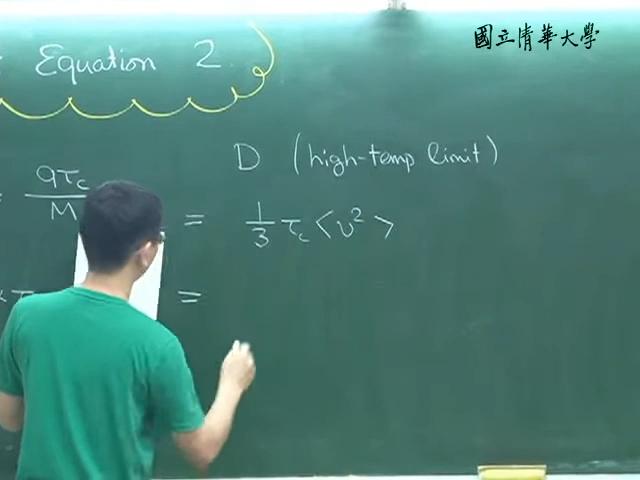 國立清華大學
Equation 2
D (high-temp limit)
qτc
M
= 1/3 τc <v²>
=